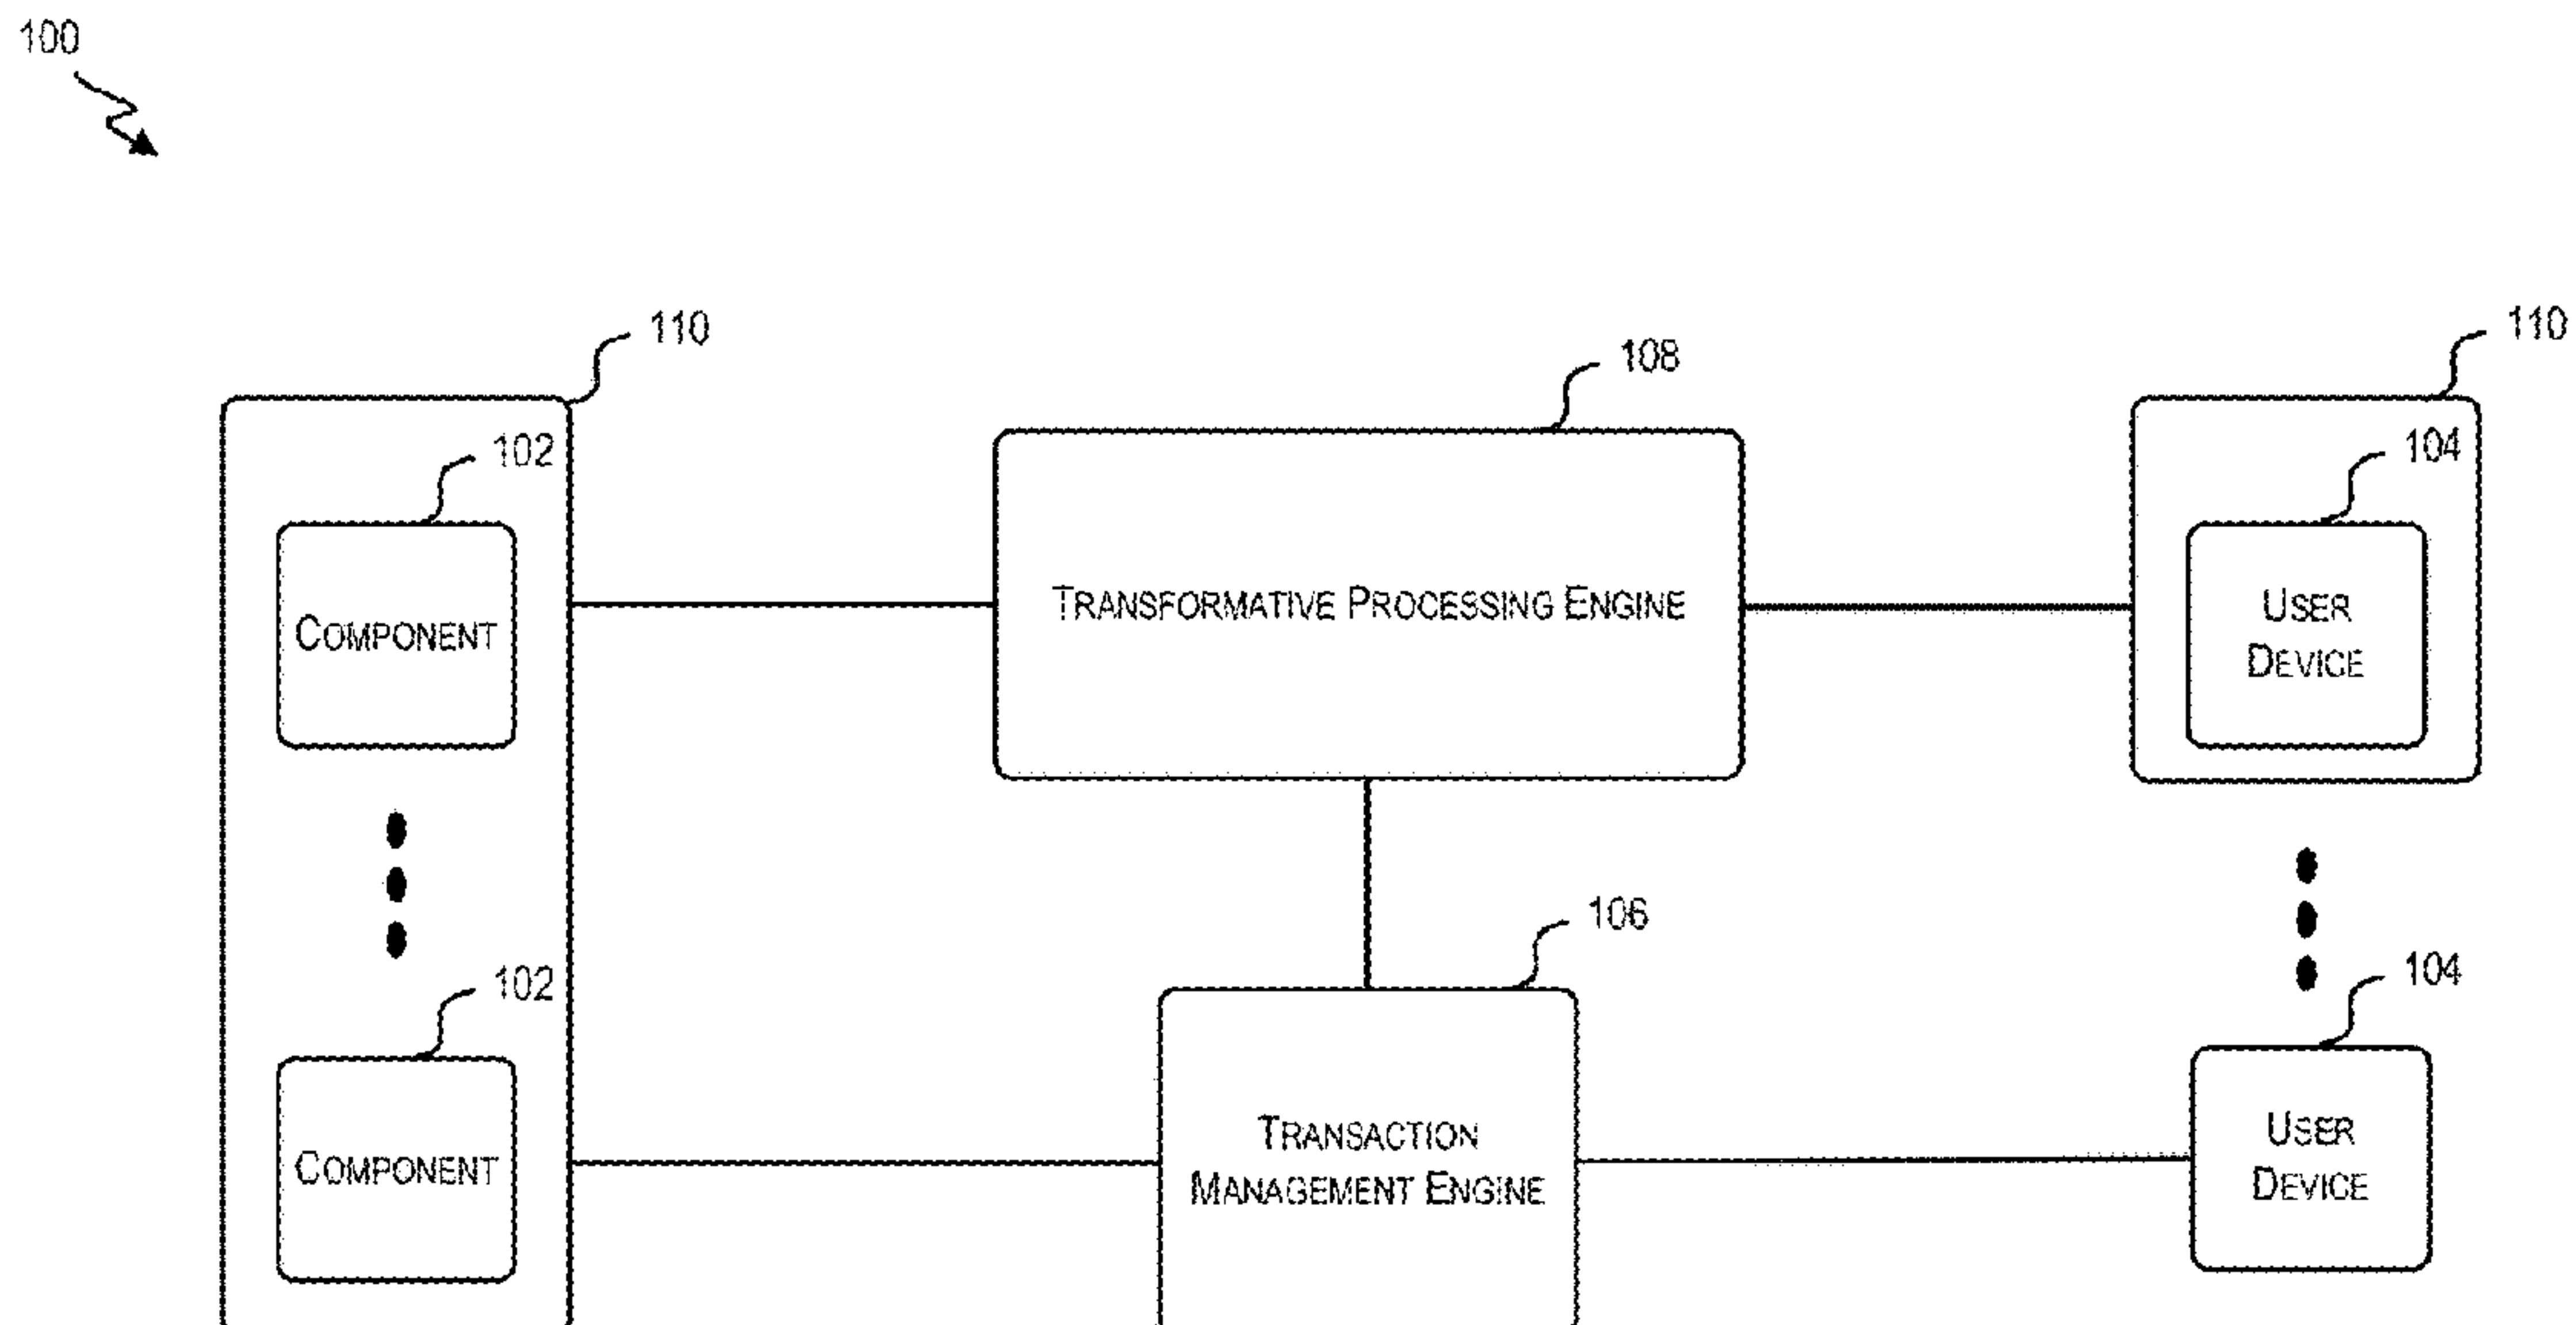 100
110
108
110
102
104
COMPONENT
TRANSFORMATIVE PROCESSING ENGINE
USER
DEVICE
106
102
104
COMPONENT
TRANSACTION
MANAGEMENT ENGINE
USER
DEVICE